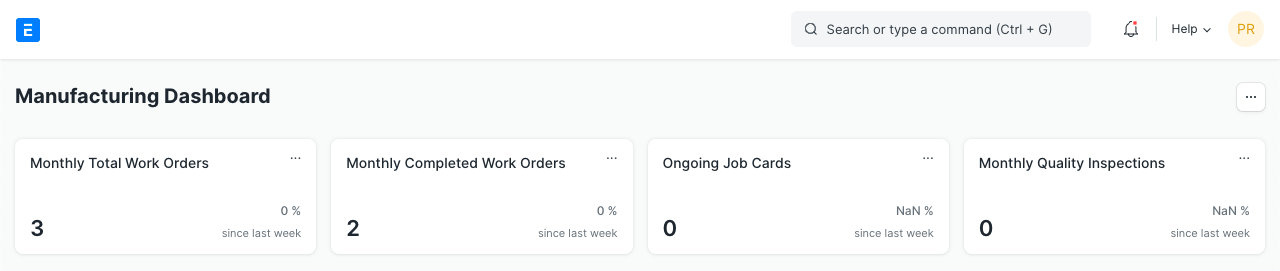 E
Search or type a command (Ctrl + G)
Help
PR
Manufacturing Dashboard
...
Monthly Total Work Orders
...
3
0 %
since last week
Monthly Completed Work Orders
...
2
0 %
since last week
Ongoing Job Cards
...
0
NaN %
since last week
Monthly Quality Inspections
...
0
NaN %
since last week